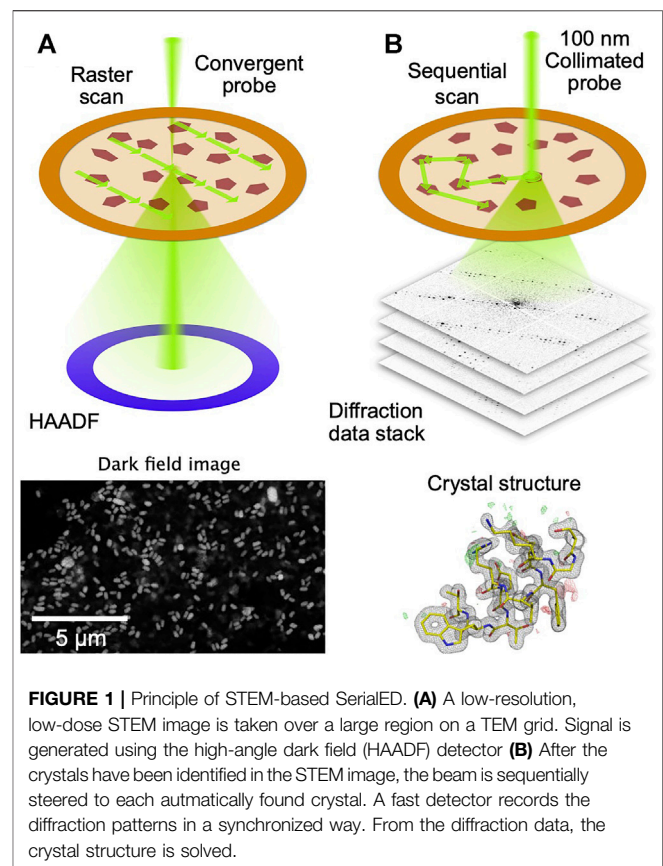 A
Raster
scan
Convergent
probe
HAADF
Dark field image
5 μm
B
Sequential
scan
100 nm
Collimated
probe
Diffraction
data stack
Crystal structure
FIGURE 1 | Principle of STEM-based SerialED. (A) A low-resolution,
low-dose STEM image is taken over a large region on a TEM grid. Signal is
generated using the high-angle dark field (HAADF) detector (B) After the
crystals have been identified in the STEM image, the beam is sequentially
steered to each autmatically found crystal. A fast detector records the
diffraction patterns in a synchronized way. From the diffraction data, the
crystal structure is solved.